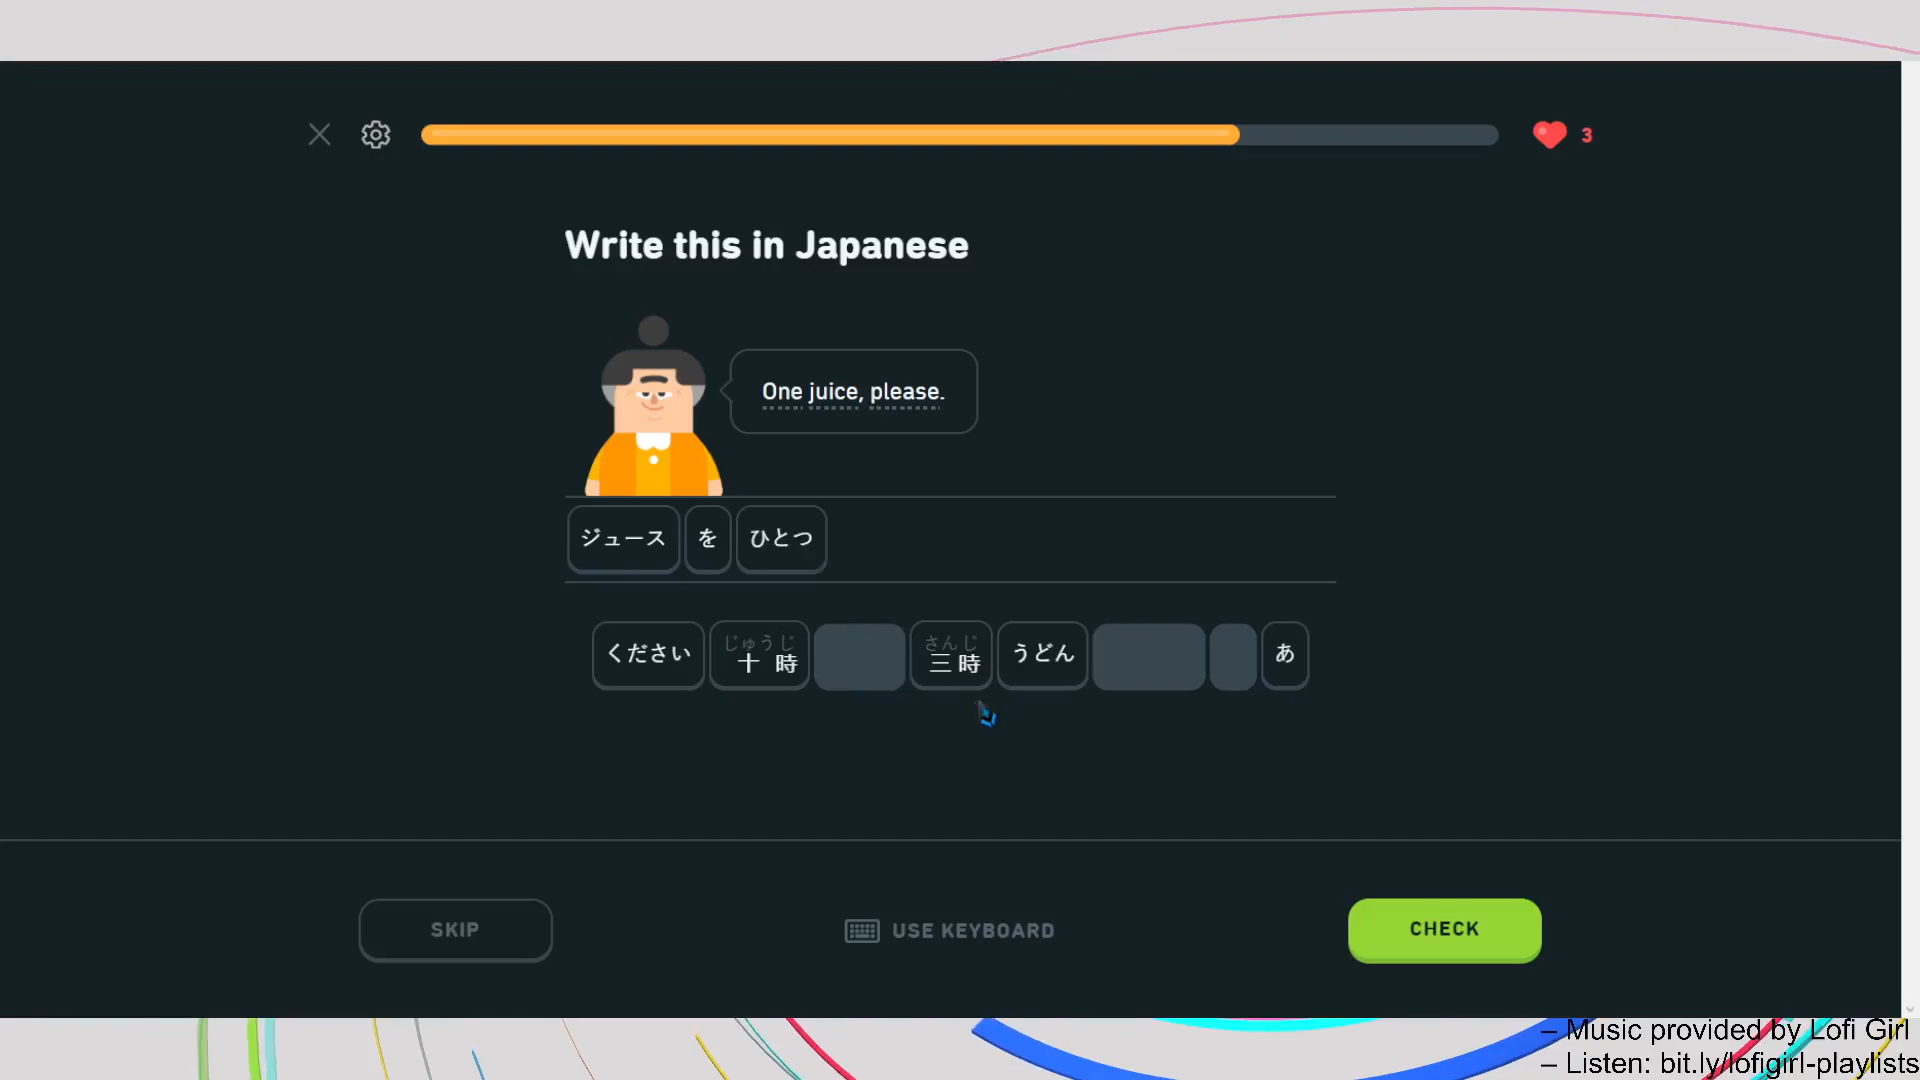 3
Write this in Japanese
One juice, please.
ジュース を ひとつ
ください 十時 三時 うどん あ
じゅうじ さんじ
SKIP USE KEYBOARD CHECK
– Music provided by Lofi Girl
– Listen: bit.ly/lofigirl-playlists